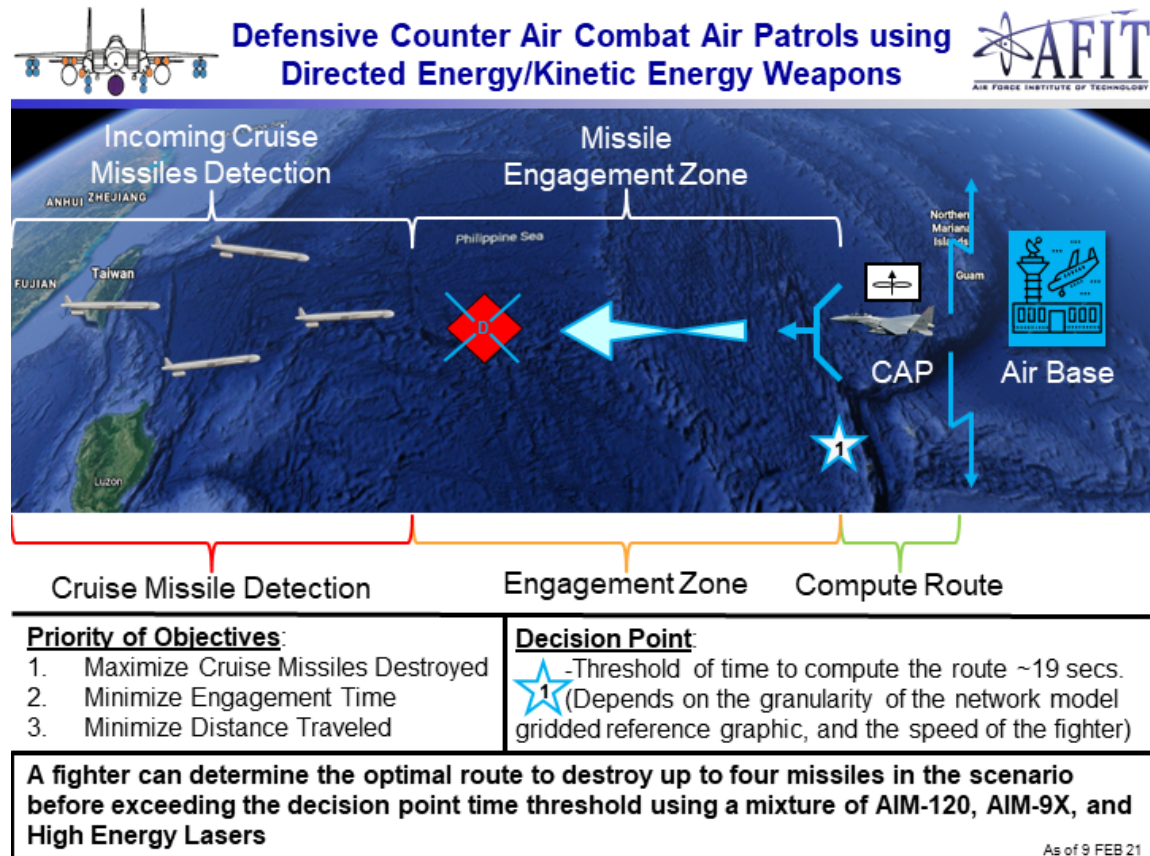 Defensive Counter Air Combat Air Patrols using
Directed Energy/Kinetic Energy Weapons
AFIT
AIR FORCE INSTITUTE OF TECHNOLOGY
Incoming Cruise
Missiles Detection
Missile
Engagement Zone
ANHUI ZHEJIANG
Philippine Sea
Northern
Mariana
Islands
Taiwan
FUJIAN
Guam
D
CAP
Air Base
1
Luzon
Cruise Missile Detection
Engagement Zone
Compute Route
Priority of Objectives:
1. Maximize Cruise Missiles Destroyed
2. Minimize Engagement Time
3. Minimize Distance Traveled
Decision Point:
1 -Threshold of time to compute the route ~19 secs.
(Depends on the granularity of the network model
gridded reference graphic, and the speed of the fighter)
A fighter can determine the optimal route to destroy up to four missiles in the scenario
before exceeding the decision point time threshold using a mixture of AIM-120, AIM-9X, and
High Energy Lasers
As of 9 FEB 21